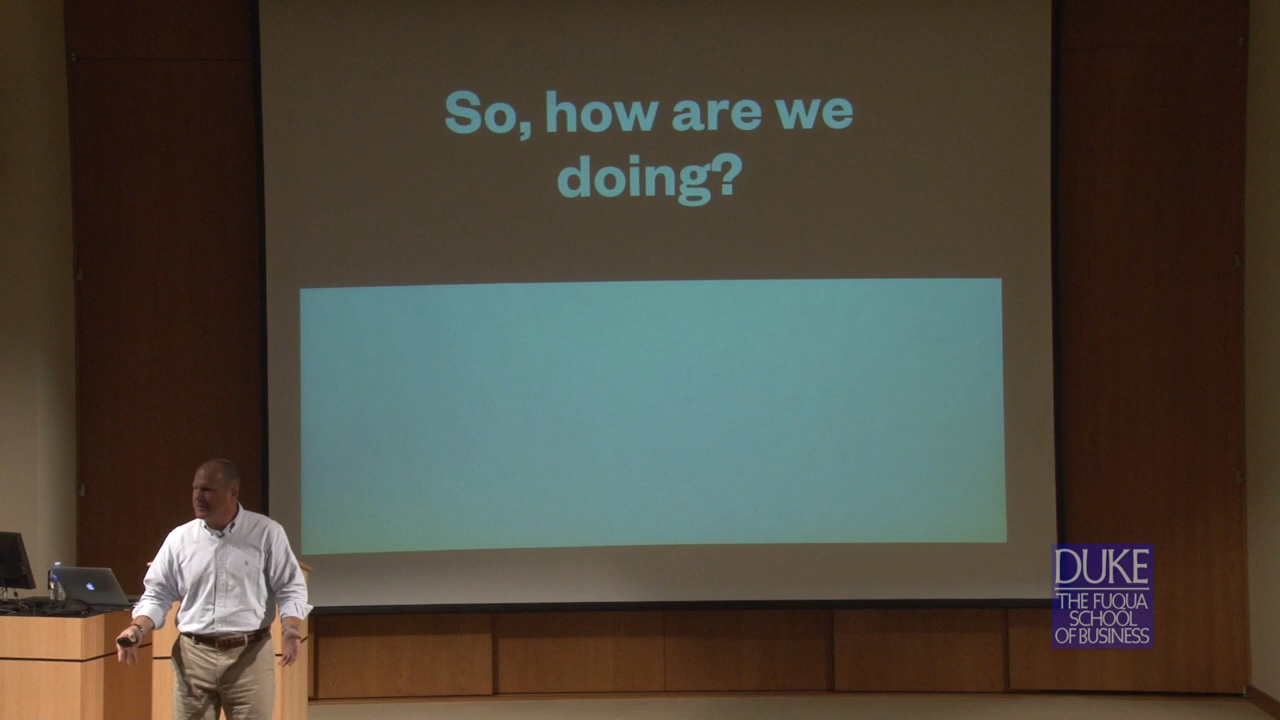 So, how are we
doing?
DUKE
THE FUQUA
SCHOOL
OF BUSINESS